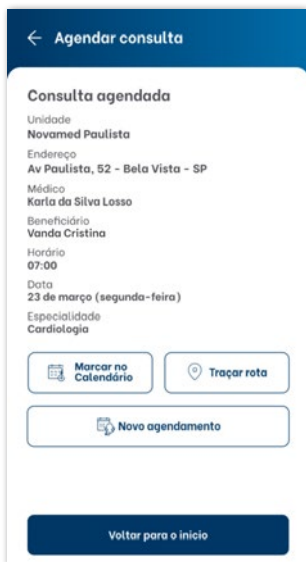 Agendar consulta
Consulta agendada
Unidade
Novamed Paulista
Endereço
Av Paulista, 52 - Bela Vista - SP
Médico
Karla da Silva Losso
Beneficiário
Vanda Cristina
Horário
07:00
Data
23 de março (segunda-feira)
Especialidade
Cardiologia
Marcar no
Calendário
Traçar rota
Novo agendamento
Voltar para o início